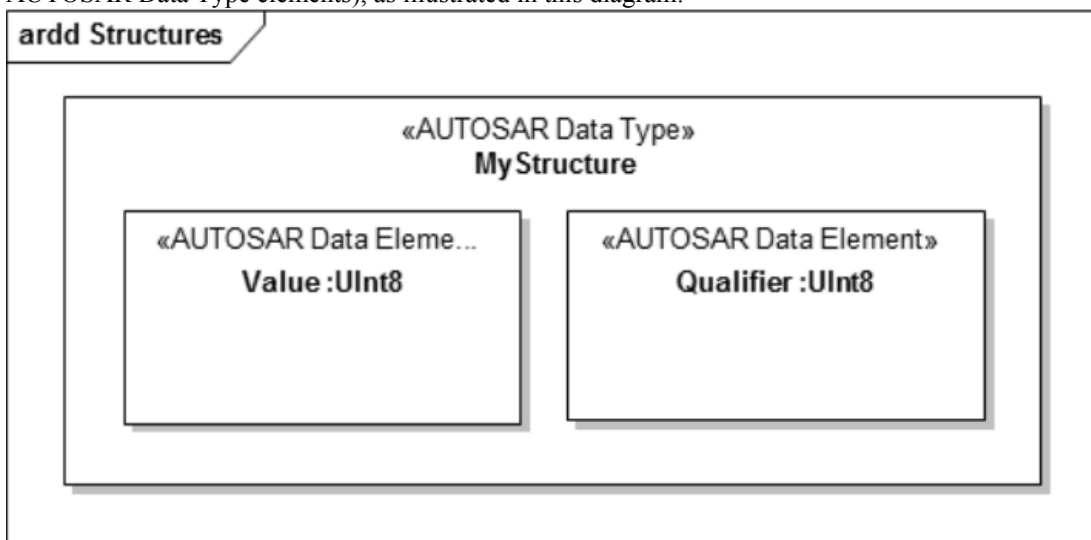 AUTOSAR Data Type elements), as illustrated in this diagram.
ardd Structures
«AUTOSAR Data Type»
MyStructure
«AUTOSAR Data Eleme...
Value :UInt8
«AUTOSAR Data Element»
Qualifier :UInt8